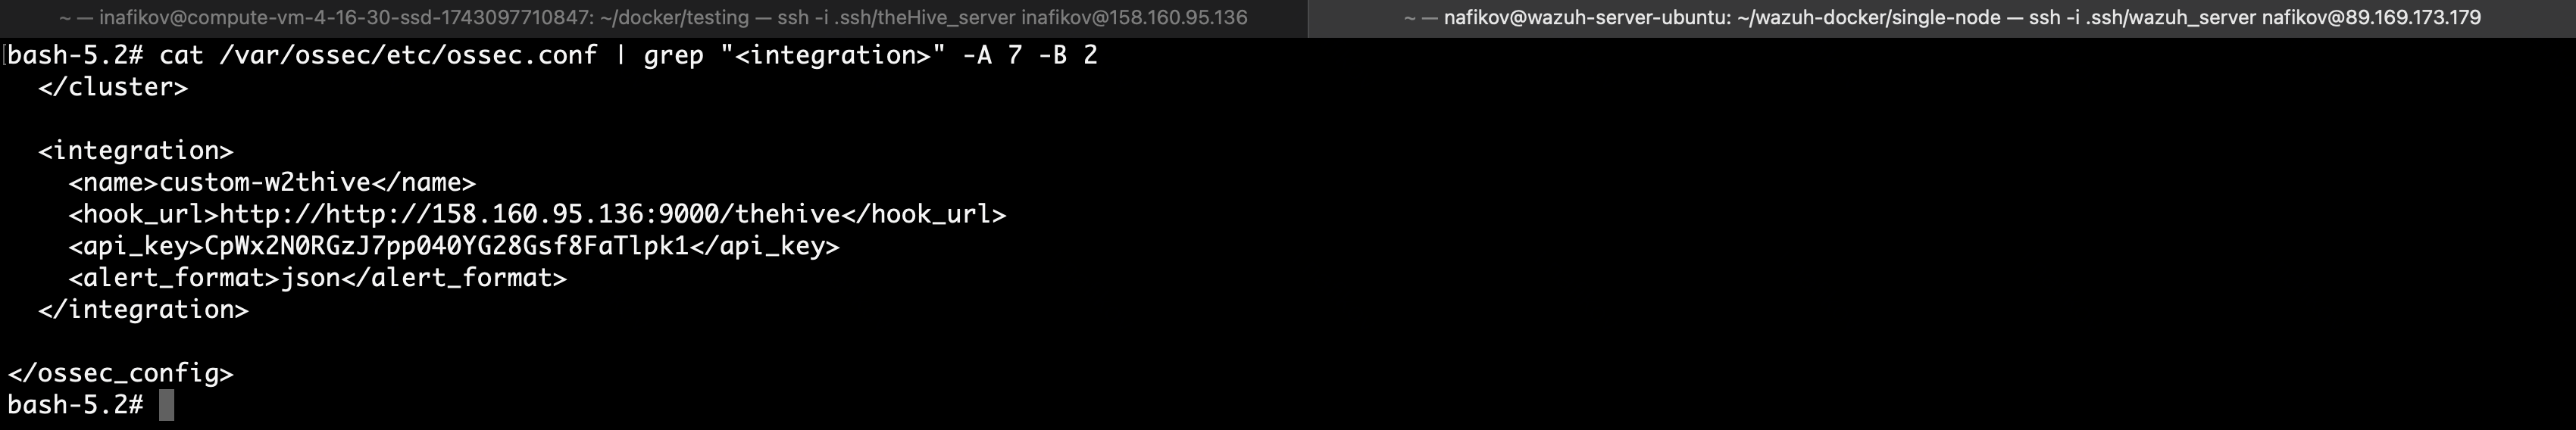 ~ — inafikov@compute-vm-4-16-30-ssd-1743097710847: ~/docker/testing — ssh -i .ssh/theHive_server inafikov@158.160.95.136
~ — nafikov@wazuh-server-ubuntu: ~/wazuh-docker/single-node — ssh -i .ssh/wazuh_server nafikov@89.169.173.179
[bash-5.2# cat /var/ossec/etc/ossec.conf | grep "<integration>" -A 7 -B 2
  </cluster>

  <integration>
    <name>custom-w2thive</name>
    <hook_url>http://http://158.160.95.136:9000/thehive</hook_url>
    <api_key>CpWx2N0RGzJ7pp040YG28Gsf8FaTlpk1</api_key>
    <alert_format>json</alert_format>
  </integration>

</ossec_config>
bash-5.2#